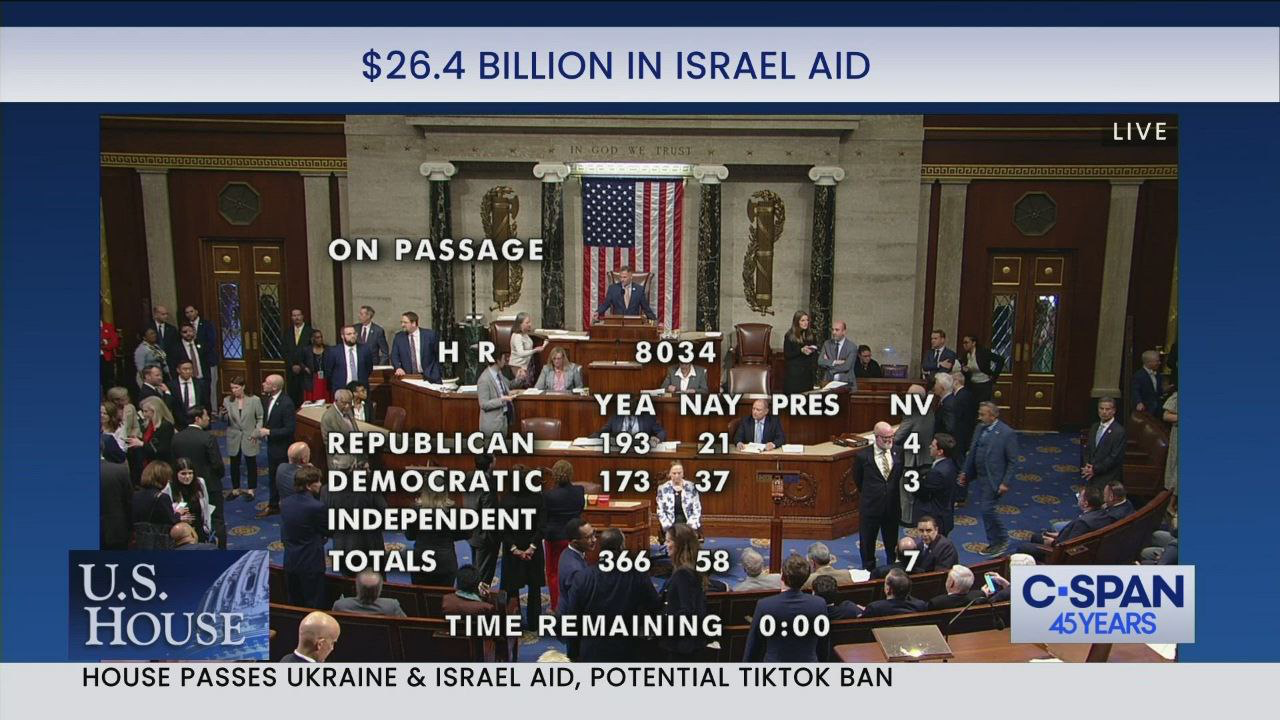 $26.4 BILLION IN ISRAEL AID
LIVE
IN GOD WE TRUST
ON PASSAGE
H R 8034
YEA NAY PRES NV
REPUBLICAN 193 21 4
DEMOCRATIC 173 37 3
INDEPENDENT
TOTALS 366 58 7
TIME REMAINING 0:00
U.S.
HOUSE
C-SPAN
45 YEARS
HOUSE PASSES UKRAINE & ISRAEL AID, POTENTIAL TIKTOK BAN